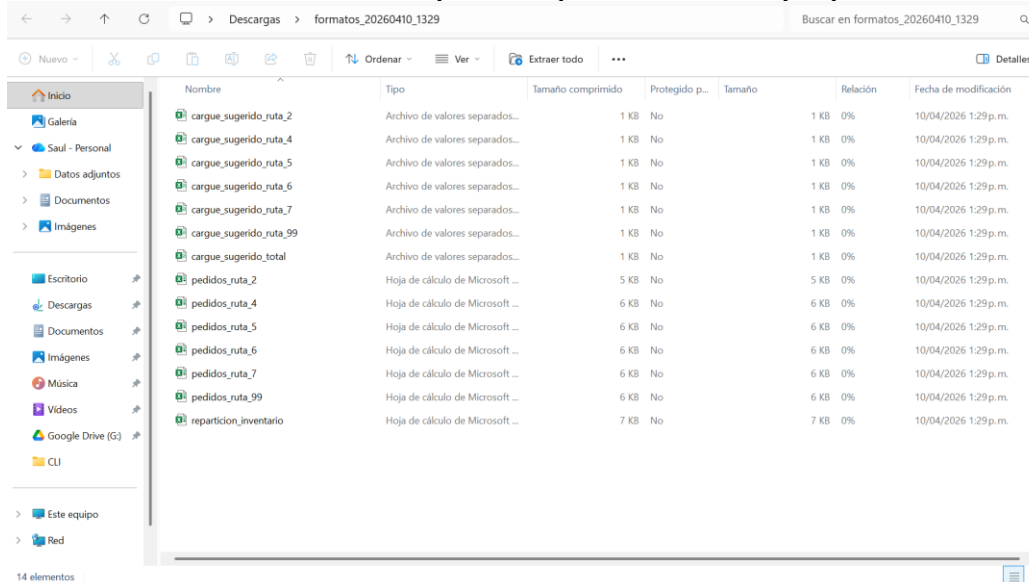 Descargas > formatos_20260410_1329
Buscar en formatos_20260410_1329
Nuevo
Ordenar
Ver
Extraer todo
...
Detalles
Inicio
Galería
Saul - Personal
Datos adjuntos
Documentos
Imágenes
Escritorio
Descargas
Documentos
Imágenes
Música
Vídeos
Google Drive (G:)
CLI
Este equipo
Red
Nombre Tipo Tamaño comprimido Protegido p... Tamaño Relación Fecha de modificación
cargue_sugerido_ruta_2 Archivo de valores separados... 1 KB No 1 KB 0% 10/04/2026 1:29 p. m.
cargue_sugerido_ruta_4 Archivo de valores separados... 1 KB No 1 KB 0% 10/04/2026 1:29 p. m.
cargue_sugerido_ruta_5 Archivo de valores separados... 1 KB No 1 KB 0% 10/04/2026 1:29 p. m.
cargue_sugerido_ruta_6 Archivo de valores separados... 1 KB No 1 KB 0% 10/04/2026 1:29 p. m.
cargue_sugerido_ruta_7 Archivo de valores separados... 1 KB No 1 KB 0% 10/04/2026 1:29 p. m.
cargue_sugerido_ruta_99 Archivo de valores separados... 1 KB No 1 KB 0% 10/04/2026 1:29 p. m.
cargue_sugerido_total Archivo de valores separados... 1 KB No 1 KB 0% 10/04/2026 1:29 p. m.
pedidos_ruta_2 Hoja de cálculo de Microsoft ... 5 KB No 5 KB 0% 10/04/2026 1:29 p. m.
pedidos_ruta_4 Hoja de cálculo de Microsoft ... 6 KB No 6 KB 0% 10/04/2026 1:29 p. m.
pedidos_ruta_5 Hoja de cálculo de Microsoft ... 6 KB No 6 KB 0% 10/04/2026 1:29 p. m.
pedidos_ruta_6 Hoja de cálculo de Microsoft ... 6 KB No 6 KB 0% 10/04/2026 1:29 p. m.
pedidos_ruta_7 Hoja de cálculo de Microsoft ... 6 KB No 6 KB 0% 10/04/2026 1:29 p. m.
pedidos_ruta_99 Hoja de cálculo de Microsoft ... 6 KB No 6 KB 0% 10/04/2026 1:29 p. m.
reparticion_inventario Hoja de cálculo de Microsoft ... 7 KB No 7 KB 0% 10/04/2026 1:29 p. m.
14 elementos